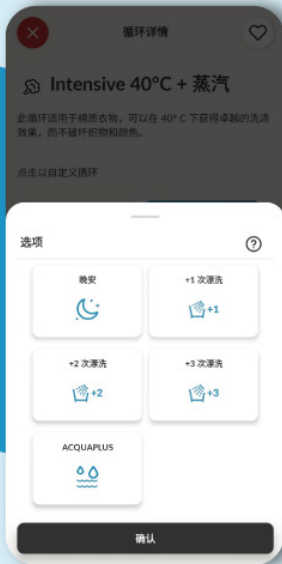 循环详情
Intensive 40°C + 蒸汽
此循环适用于棉质衣物，可以在 40° C 下获得卓越的洗涤
效果，而不破坏织物和颜色。
点击以自定义循环
选项
?
晚安
+1 次漂洗
+1
+2 次漂洗
+2
+3 次漂洗
+3
ACQUAPLUS
确认